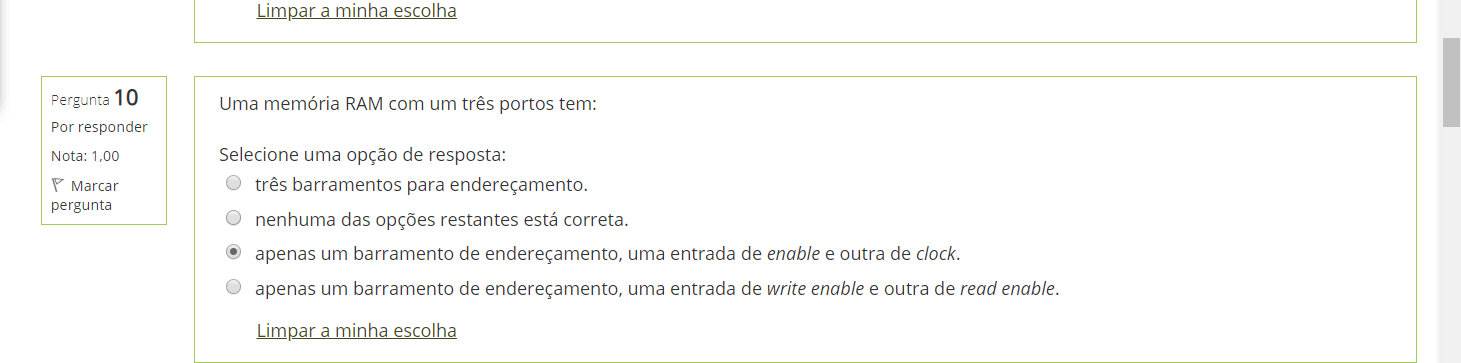 Limpar a minha escolha
Pergunta 10
Por responder
Nota: 1,00
Marcar
pergunta
Uma memória RAM com um três portos tem:
Selecione uma opção de resposta:
três barramentos para endereçamento.
nenhuma das opções restantes está correta.
apenas um barramento de endereçamento, uma entrada de enable e outra de clock.
apenas um barramento de endereçamento, uma entrada de write enable e outra de read enable.
Limpar a minha escolha